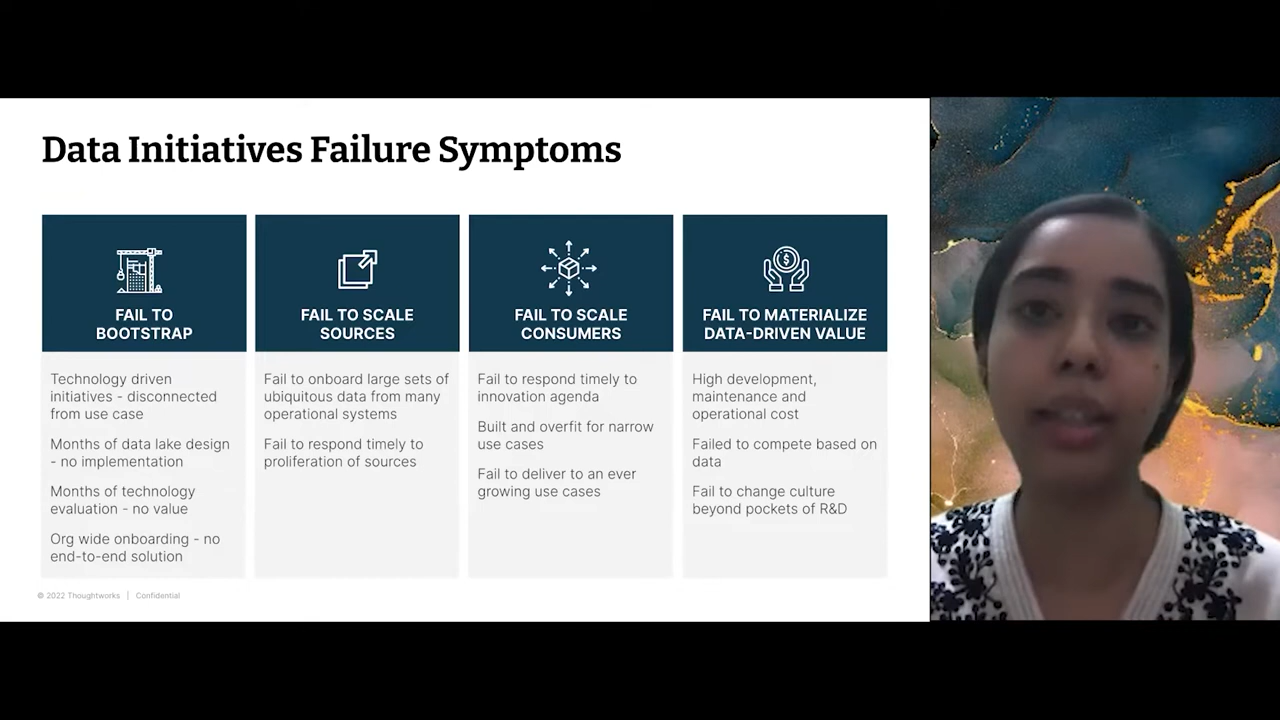 Data Initiatives Failure Symptoms
FAIL TO
BOOTSTRAP
Technology driven
initiatives - disconnected
from use case
Months of data lake design
- no implementation
Months of technology
evaluation - no value
Org wide onboarding - no
end-to-end solution
FAIL TO SCALE
SOURCES
Fail to onboard large sets of
ubiquitous data from many
operational systems
Fail to respond timely to
proliferation of sources
FAIL TO SCALE
CONSUMERS
Fail to respond timely to
innovation agenda
Built and overfit for narrow
use cases
Fail to deliver to an ever
growing use cases
FAIL TO MATERIALIZE
DATA-DRIVEN VALUE
High development,
maintenance and
operational cost
Failed to compete based on
data
Fail to change culture
beyond pockets of R&D
© 2022 Thoughtworks | Confidential